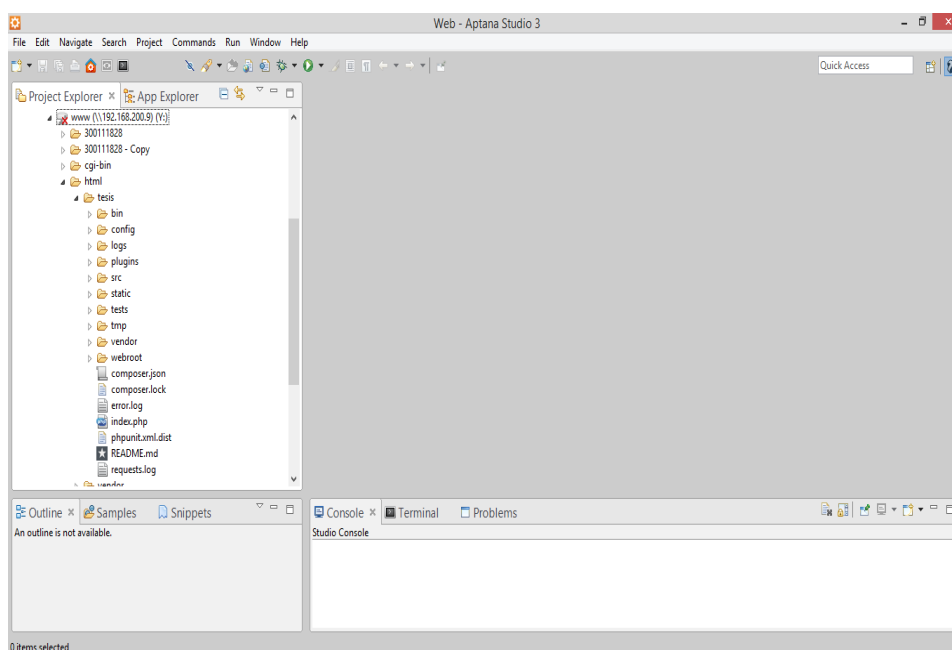 Web - Aptana Studio 3
File Edit Navigate Search Project Commands Run Window Help
Quick Access
Project Explorer App Explorer
www (\\192.168.200.9) (Y:)
300111828
300111828 - Copy
cgi-bin
html
tesis
bin
config
logs
plugins
src
static
tests
tmp
vendor
webroot
composer.json
composer.lock
error.log
index.php
phpunit.xml.dist
README.md
requests.log
vendor
Outline Samples Snippets
An outline is not available.
Console Terminal Problems
Studio Console
0 items selected